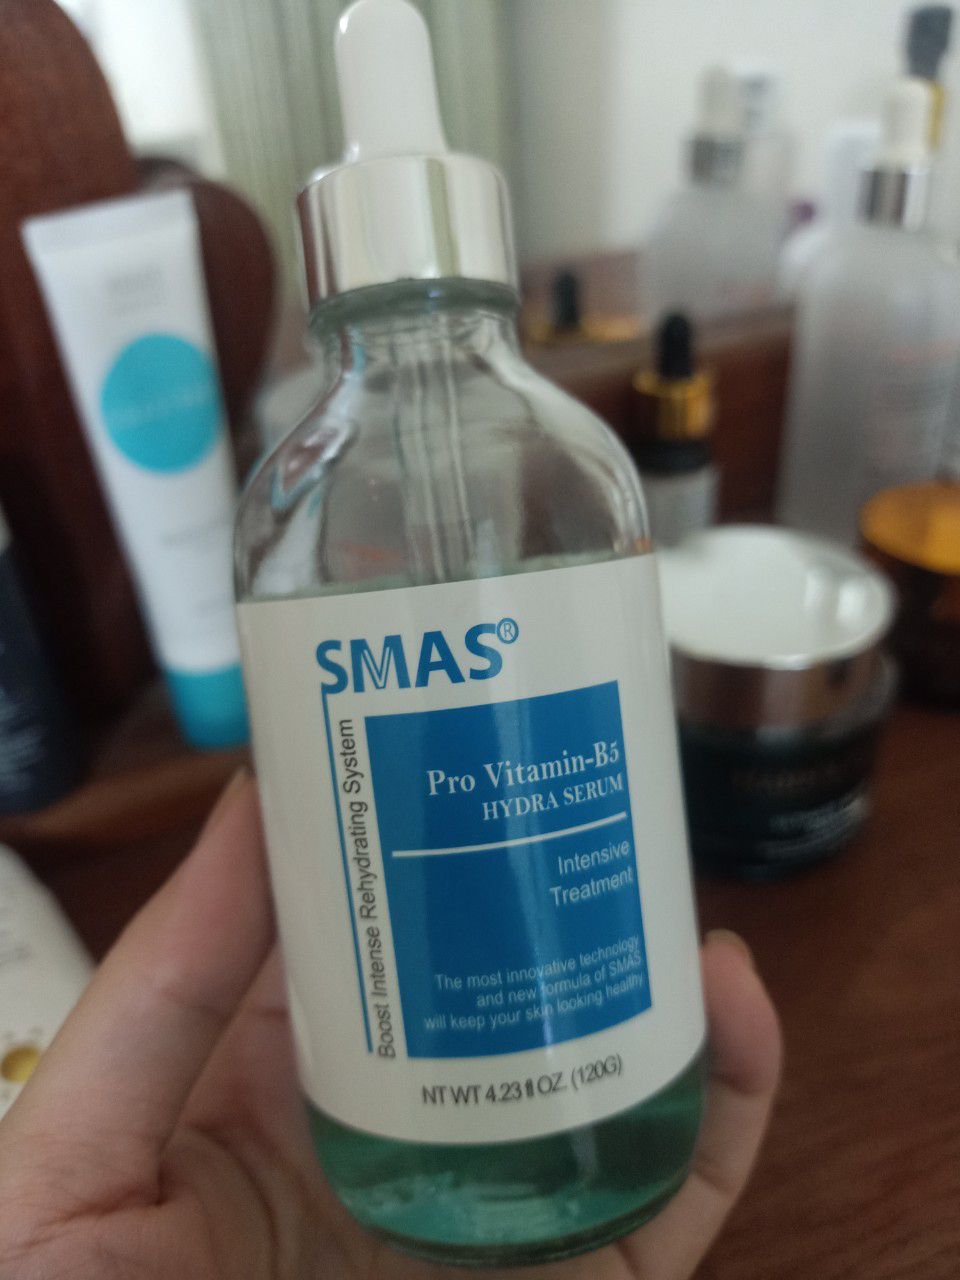 SMAS®
Boost Intense Rehydrating System
Pro Vitamin-B5
HYDRA SERUM
Intensive
Treatment
The most innovative technology
and new formula of SMAS
will keep your skin looking healthy
NT WT 4.23 fl OZ. (120G)